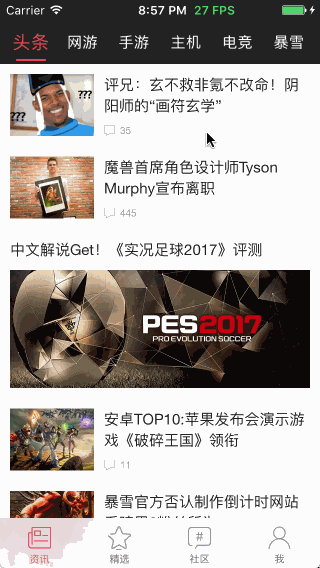 Carrier 8:57 PM 27 FPS
头条 网游 手游 主机 电竞 暴雪
??? ???
评兄：玄不救非氪不改命！阴
阳师的“画符玄学”
35
魔兽首席角色设计师Tyson
Murphy宣布离职
445
中文解说Get！《实况足球2017》评测
PES2017
PRO EVOLUTION SOCCER
安卓TOP10:苹果发布会演示游
戏《破碎王国》领衔
11
暴雪官方否认制作倒计时网站
资讯 精选 # 社区 我